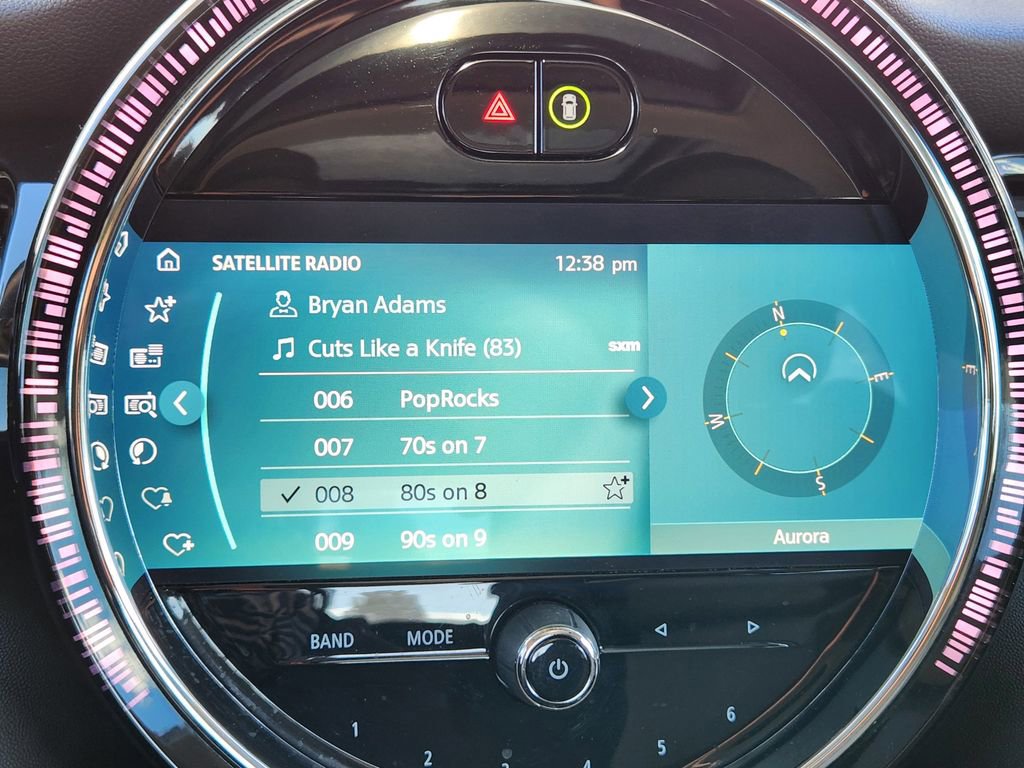 SATELLITE RADIO 12:38 pm
Bryan Adams
Cuts Like a Knife (83) sxm
006 PopRocks
007 70s on 7
008 80s on 8
009 90s on 9
N
E
S
W
E
Aurora
BAND MODE
1
2
5
6